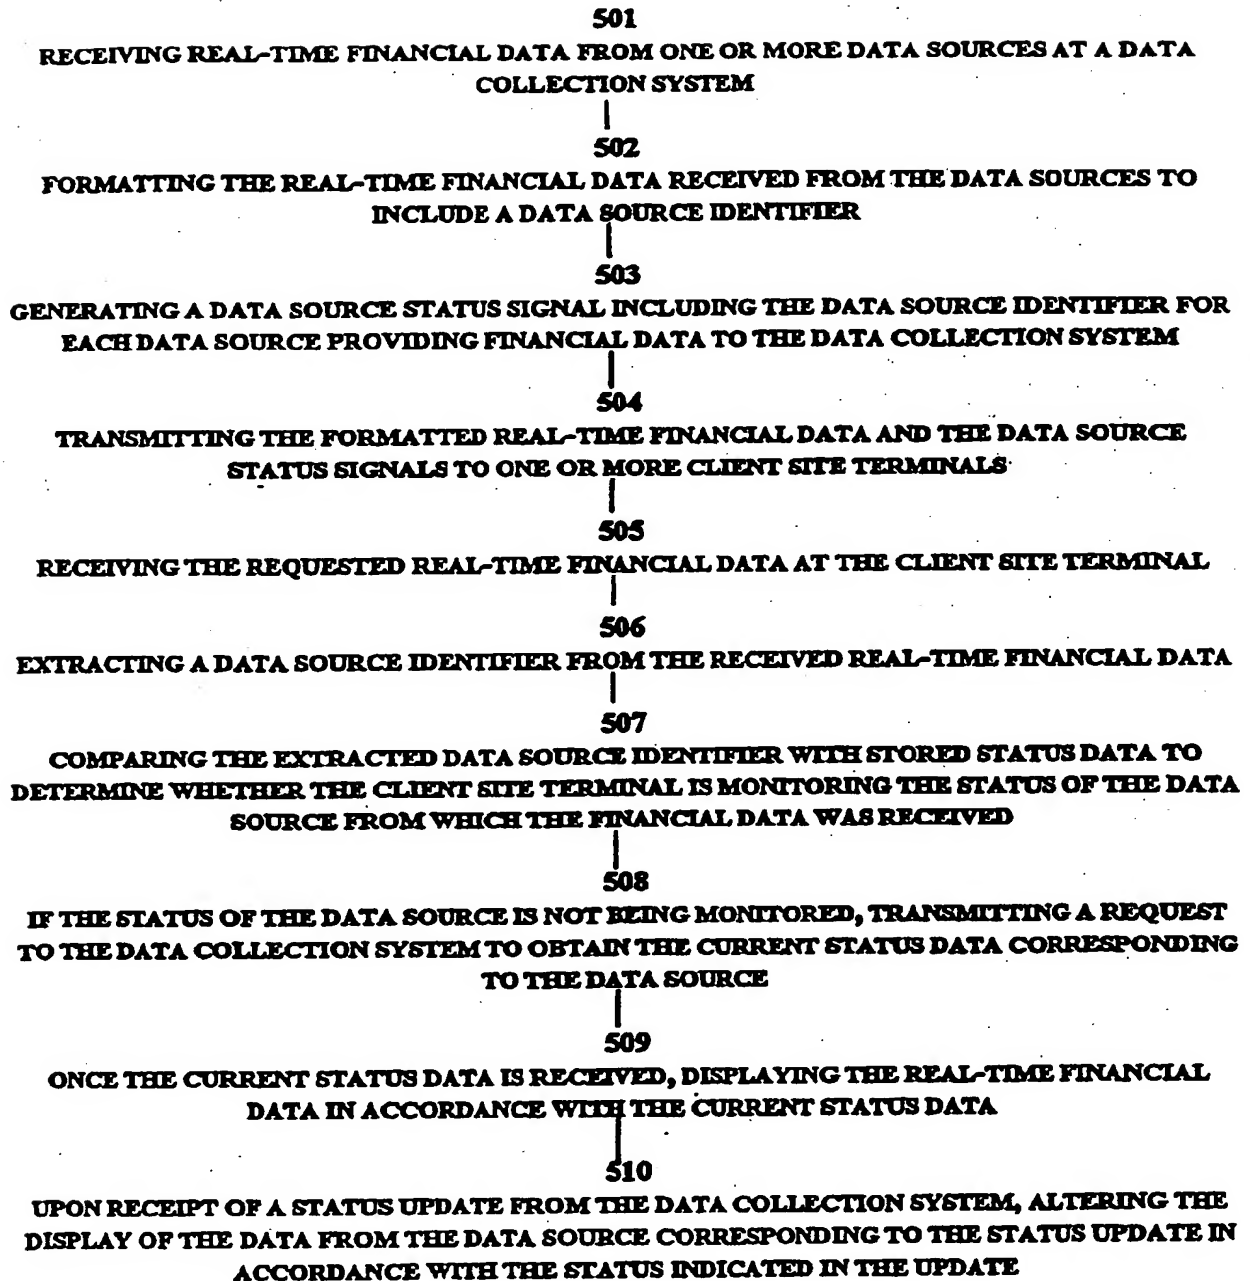 501
RECEIVING REAL-TIME FINANCIAL DATA FROM ONE OR MORE DATA SOURCES AT A DATA
COLLECTION SYSTEM
502
FORMATTING THE REAL-TIME FINANCIAL DATA RECEIVED FROM THE DATA SOURCES TO
INCLUDE A DATA SOURCE IDENTIFIER
503
GENERATING A DATA SOURCE STATUS SIGNAL INCLUDING THE DATA SOURCE IDENTIFIER FOR
EACH DATA SOURCE PROVIDING FINANCIAL DATA TO THE DATA COLLECTION SYSTEM
504
TRANSMITTING THE FORMATTED REAL-TIME FINANCIAL DATA AND THE DATA SOURCE
STATUS SIGNALS TO ONE OR MORE CLIENT SITE TERMINALS
505
RECEIVING THE REQUESTED REAL-TIME FINANCIAL DATA AT THE CLIENT SITE TERMINAL
506
EXTRACTING A DATA SOURCE IDENTIFIER FROM THE RECEIVED REAL-TIME FINANCIAL DATA
507
COMPARING THE EXTRACTED DATA SOURCE IDENTIFIER WITH STORED STATUS DATA TO
DETERMINE WHETHER THE CLIENT SITE TERMINAL IS MONITORING THE STATUS OF THE DATA
SOURCE FROM WHICH THE FINANCIAL DATA WAS RECEIVED
508
IF THE STATUS OF THE DATA SOURCE IS NOT BEING MONITORED, TRANSMITTING A REQUEST
TO THE DATA COLLECTION SYSTEM TO OBTAIN THE CURRENT STATUS DATA CORRESPONDING
TO THE DATA SOURCE
509
ONCE THE CURRENT STATUS DATA IS RECEIVED, DISPLAYING THE REAL-TIME FINANCIAL
DATA IN ACCORDANCE WITH THE CURRENT STATUS DATA
510
UPON RECEIPT OF A STATUS UPDATE FROM THE DATA COLLECTION SYSTEM, ALTERING THE
DISPLAY OF THE DATA FROM THE DATA SOURCE CORRESPONDING TO THE STATUS UPDATE IN
ACCORDANCE WITH THE STATUS INDICATED IN THE UPDATE